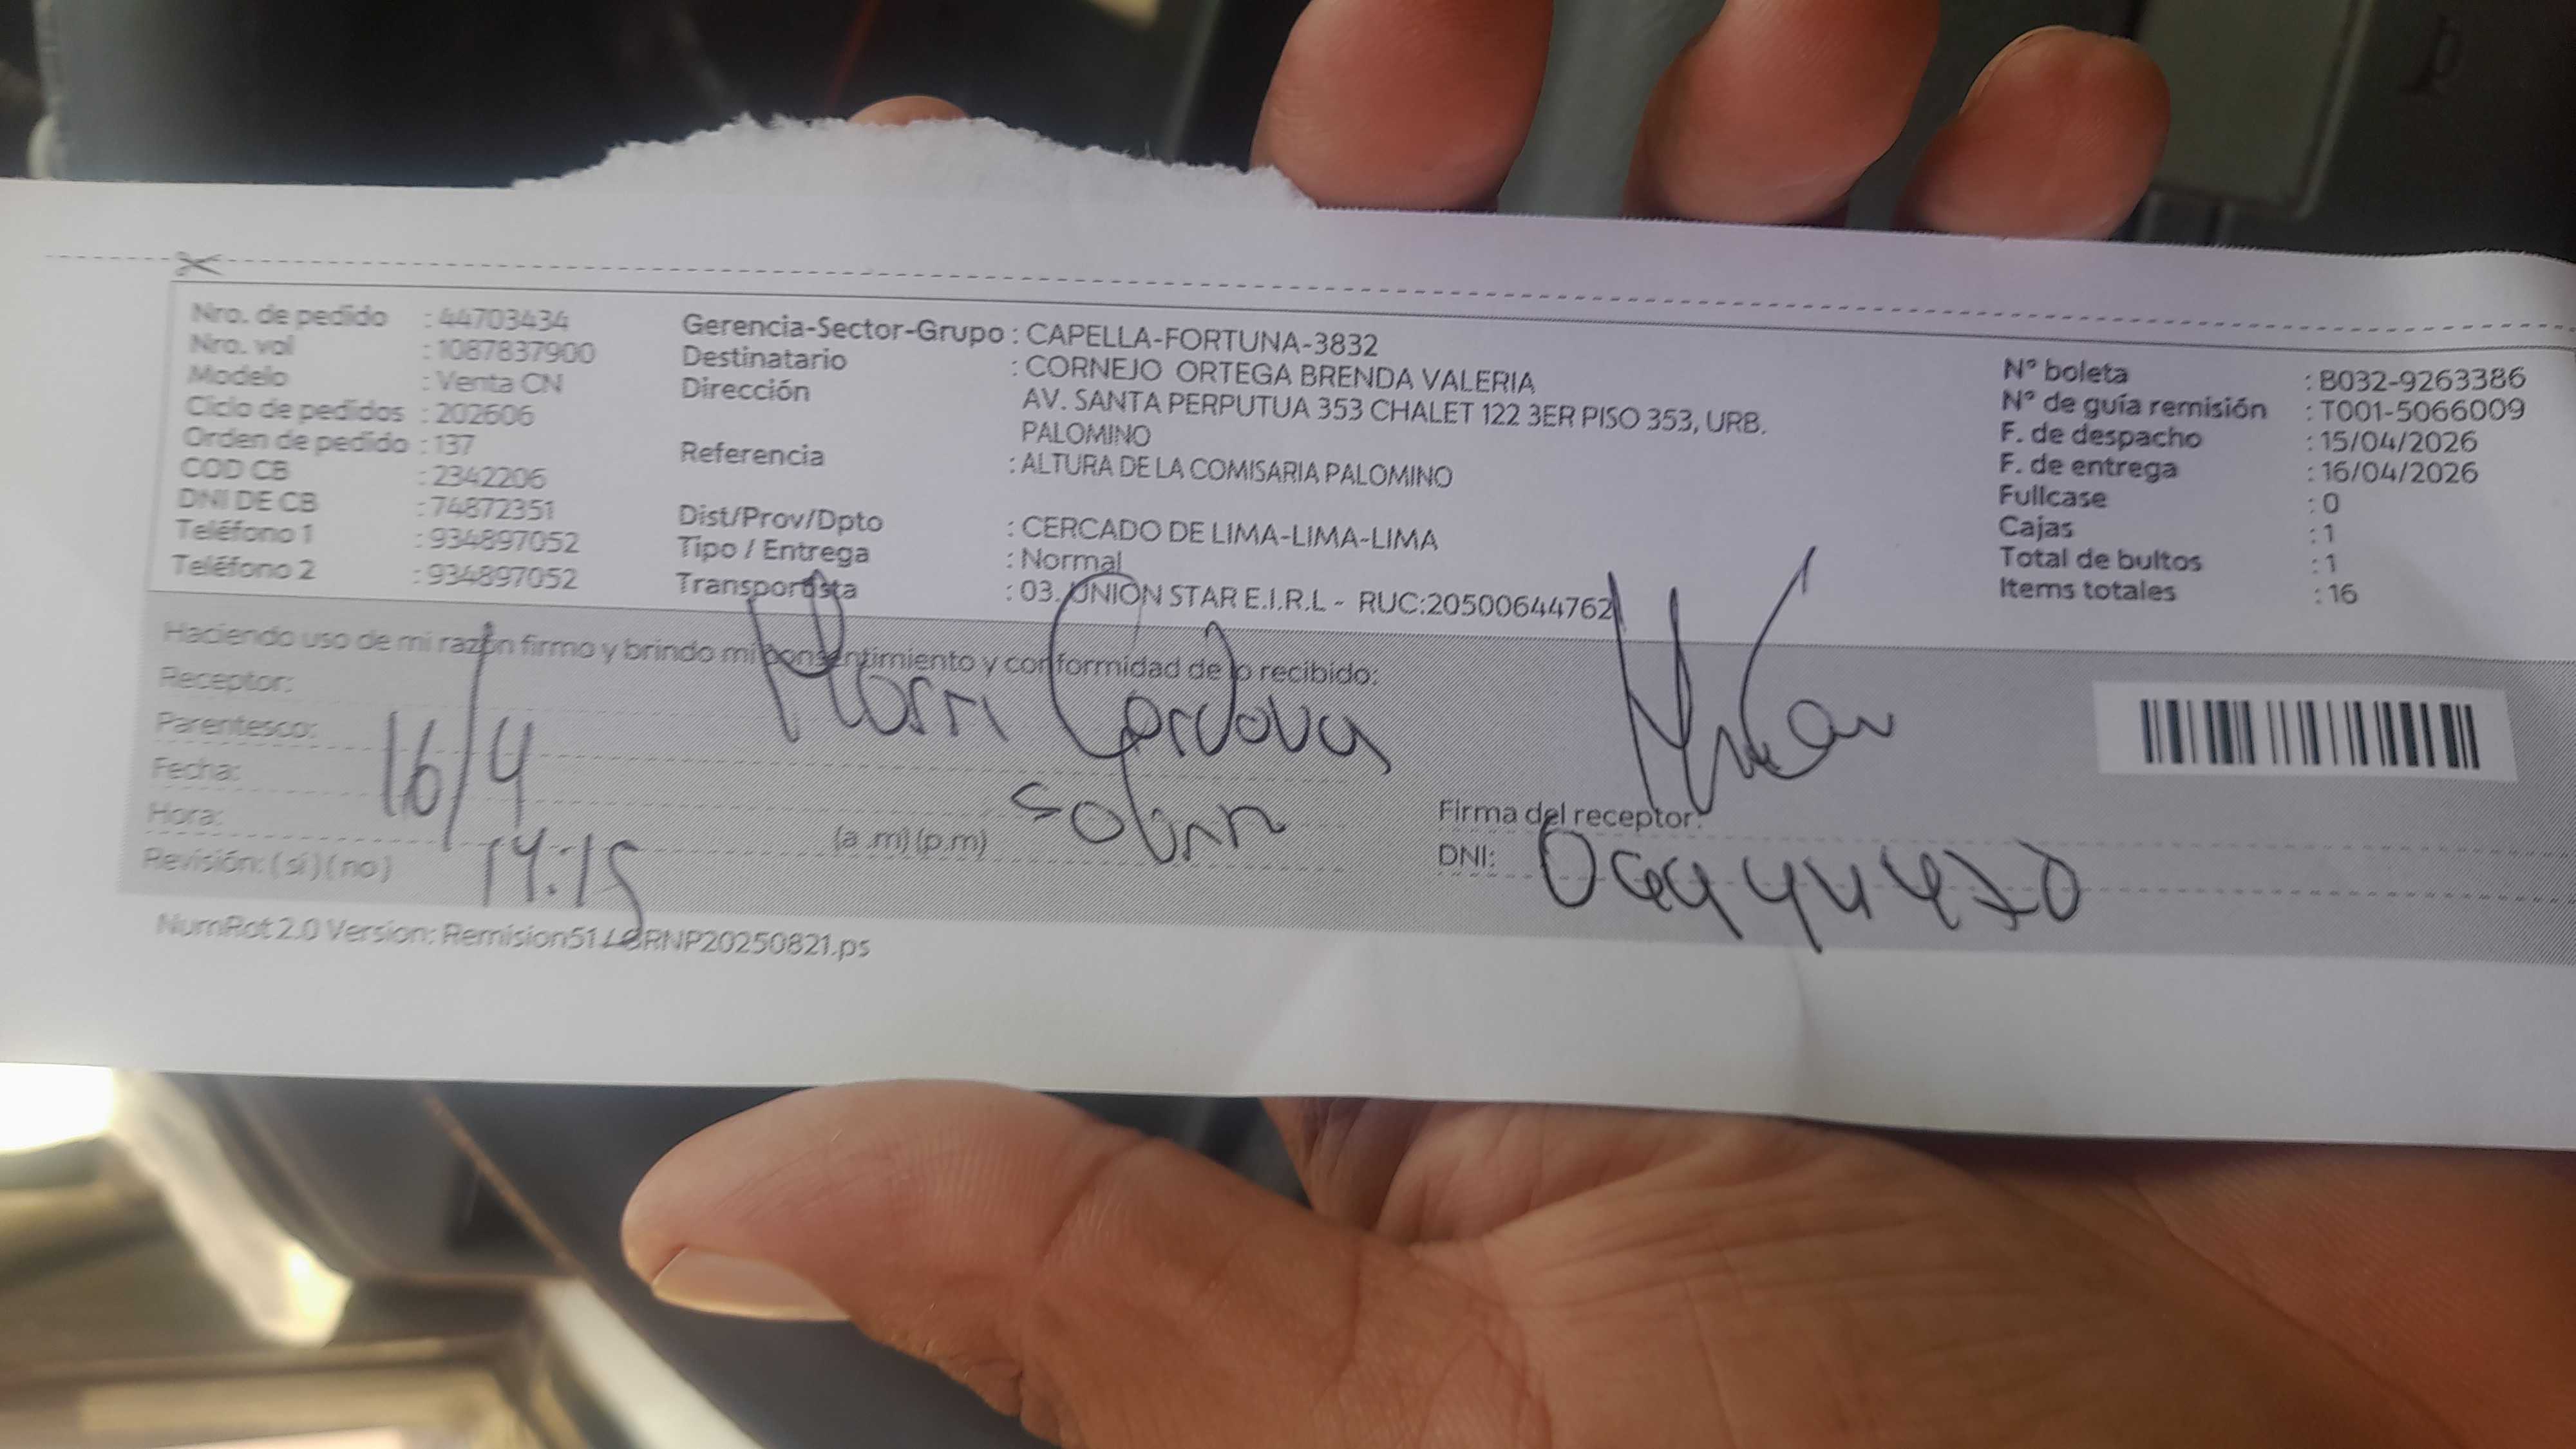 Nro. de pedido : 44703434
Nro. vol : 1087837900
Modelo : Venta CN
Ciclo de pedidos : 202606
Orden de pedido : 137
COD CB : 2342206
DNI DE CB : 74872351
Teléfono 1 : 934897052
Teléfono 2 : 934897052
Gerencia-Sector-Grupo : CAPELLA-FORTUNA-3832
Destinatario : CORNEJO ORTEGA BRENDA VALERIA
Dirección AV. SANTA PERPUTUA 353 CHALET 122 3ER PISO 353, URB.
PALOMINO
Referencia : ALTURA DE LA COMISARIA PALOMINO
Dist/Prov/Dpto : CERCADO DE LIMA-LIMA-LIMA
Tipo / Entrega : Normal
Transportista : 03. UNION STAR E.I.R.L - RUC:20500644762
N° boleta : B032-9263386
N° de guía remisión : T001-5066009
F. de despacho : 15/04/2026
F. de entrega : 16/04/2026
Fullcase : 0
Cajas : 1
Total de bultos : 1
Items totales : 16
Haciendo uso de mi razón firmo y brindo mi consentimiento y conformidad de lo recibido:
Receptor: Cordova
Parentesco:
Fecha: 16/4
Hora: 14:15 (a .m) (p.m)
Revisión: ( sí ) ( no )
Firma del receptor:
DNI:
NumRot 2.0 Version: Remision51